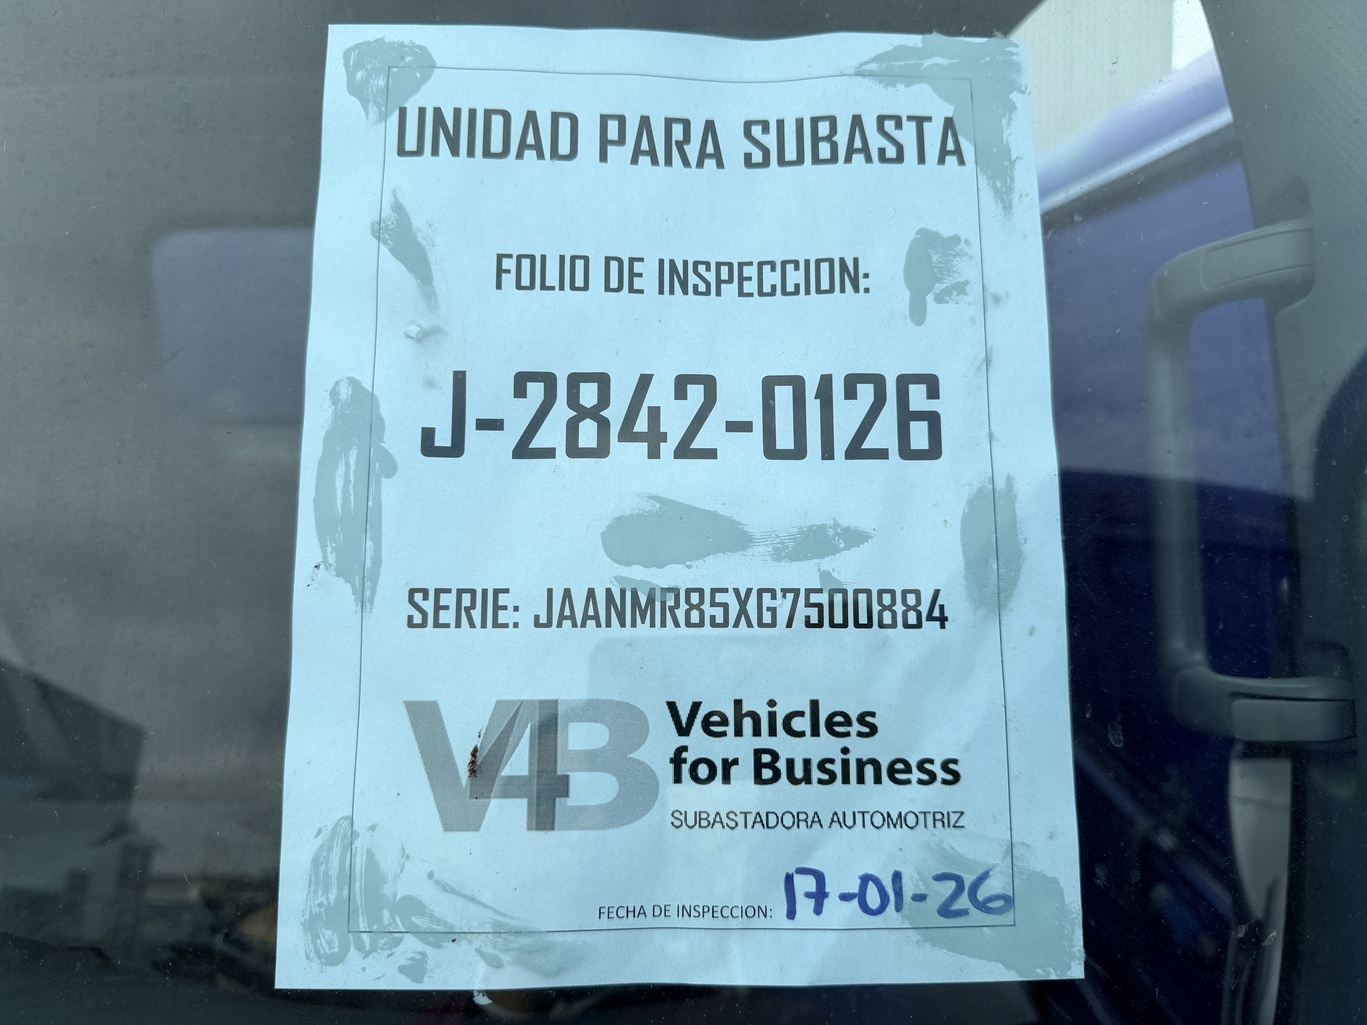 UNIDAD PARA SUBASTA
FOLIO DE INSPECCION:
J-2842-0126
SERIE: JAANMR85XG7500884
V4B
Vehicles
for Business
SUBASTADORA AUTOMOTRIZ
FECHA DE INSPECCION: 17-01-26